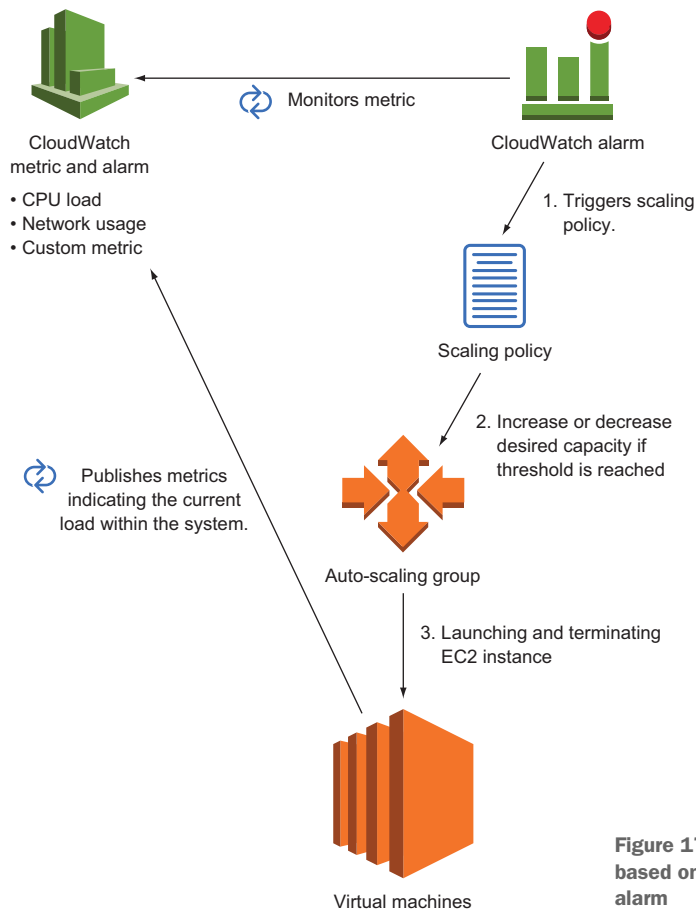 Monitors metric
CloudWatch
metric and alarm
• CPU load
• Network usage
• Custom metric
CloudWatch alarm
1. Triggers scaling
policy.
Scaling policy
2. Increase or decrease
desired capacity if
threshold is reached
Publishes metrics
indicating the current
load within the system.
Auto-scaling group
3. Launching and terminating
EC2 instance
Virtual machines
Figure 17
based on
alarm